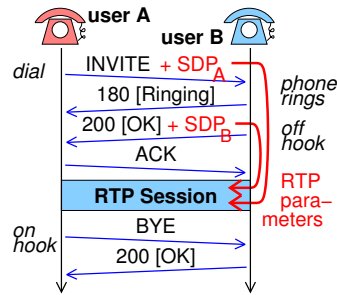 user A
user B
dial
INVITE + SDP A
phone
rings
180 [Ringing]
200 [OK] + SDP B
off
hook
ACK
RTP Session
RTP
para–
meters
on
hook
BYE
200 [OK]